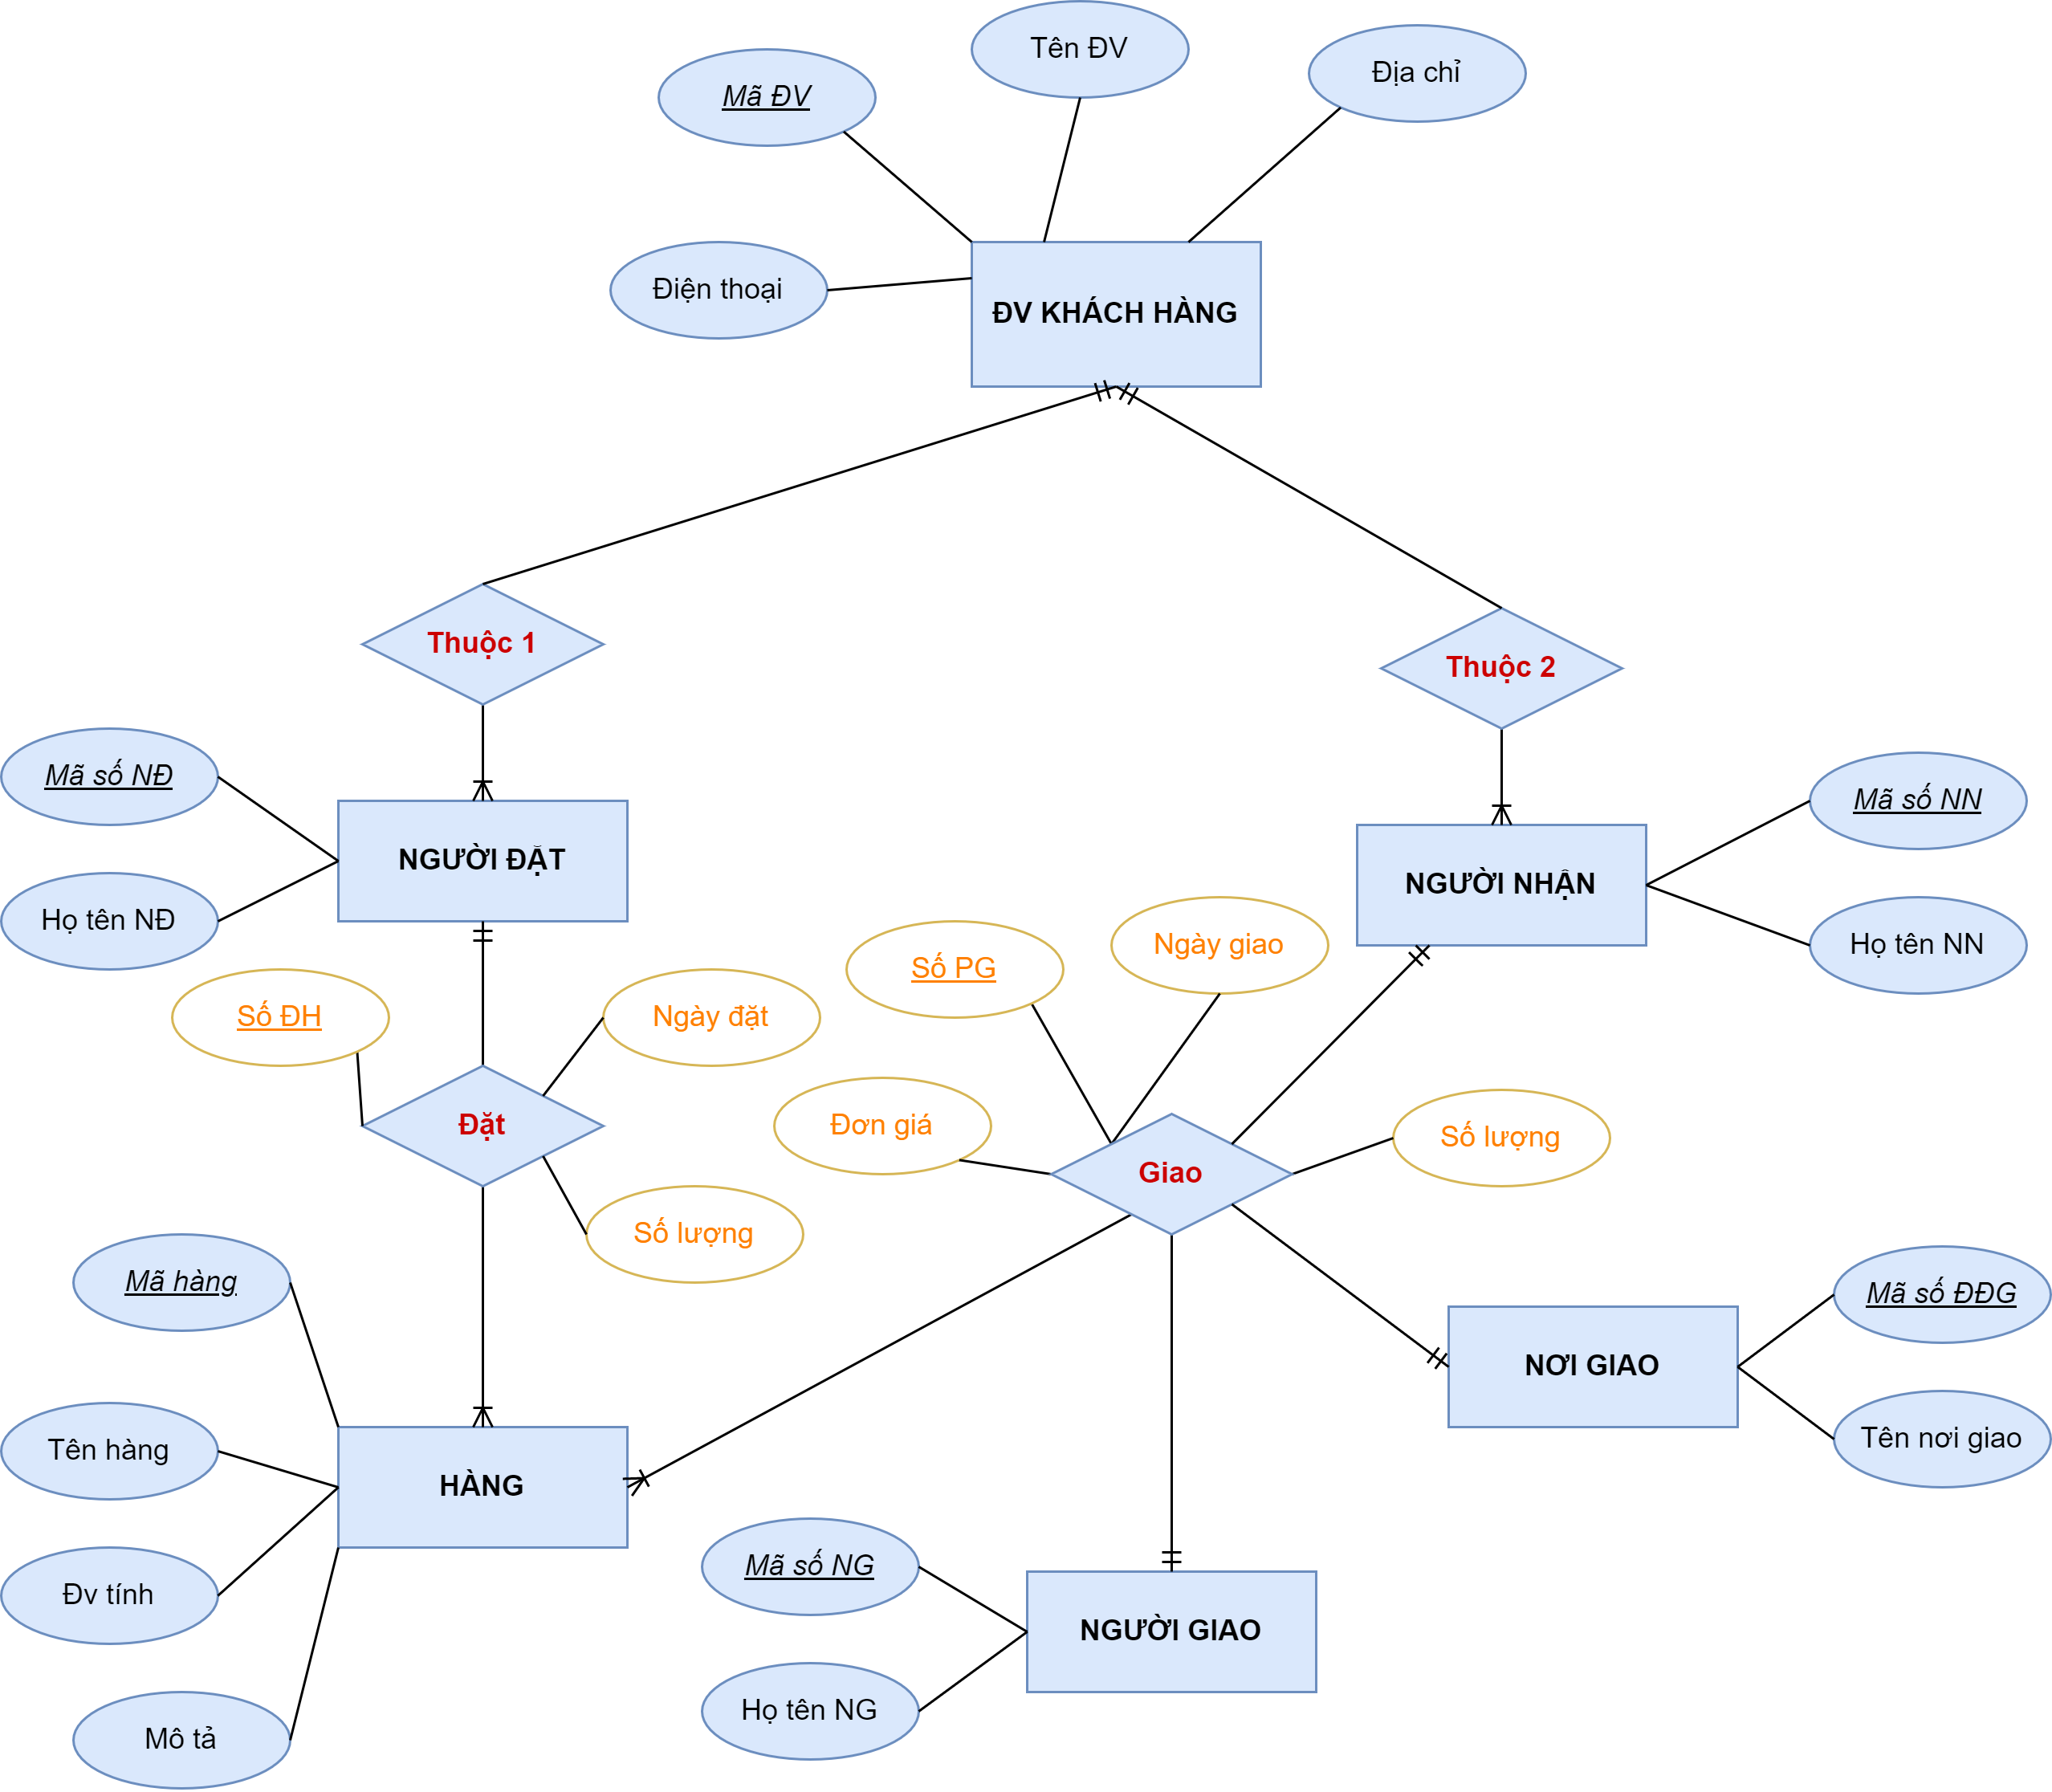 Tên ĐV
Địa chỉ
Mã ĐV
Điện thoại
ĐV KHÁCH HÀNG
Thuộc 1
Thuộc 2
Mã số NĐ
Mã số NN
NGƯỜI ĐẶT
NGƯỜI NHẬN
Họ tên NĐ
Họ tên NN
Số PG
Ngày giao
Số ĐH
Ngày đặt
Đặt
Đơn giá
Số lượng
Giao
Số lượng
Mã hàng
Mã số ĐĐG
NƠI GIAO
Tên hàng
Tên nơi giao
HÀNG
Mã số NG
Đv tính
NGƯỜI GIAO
Họ tên NG
Mô tả